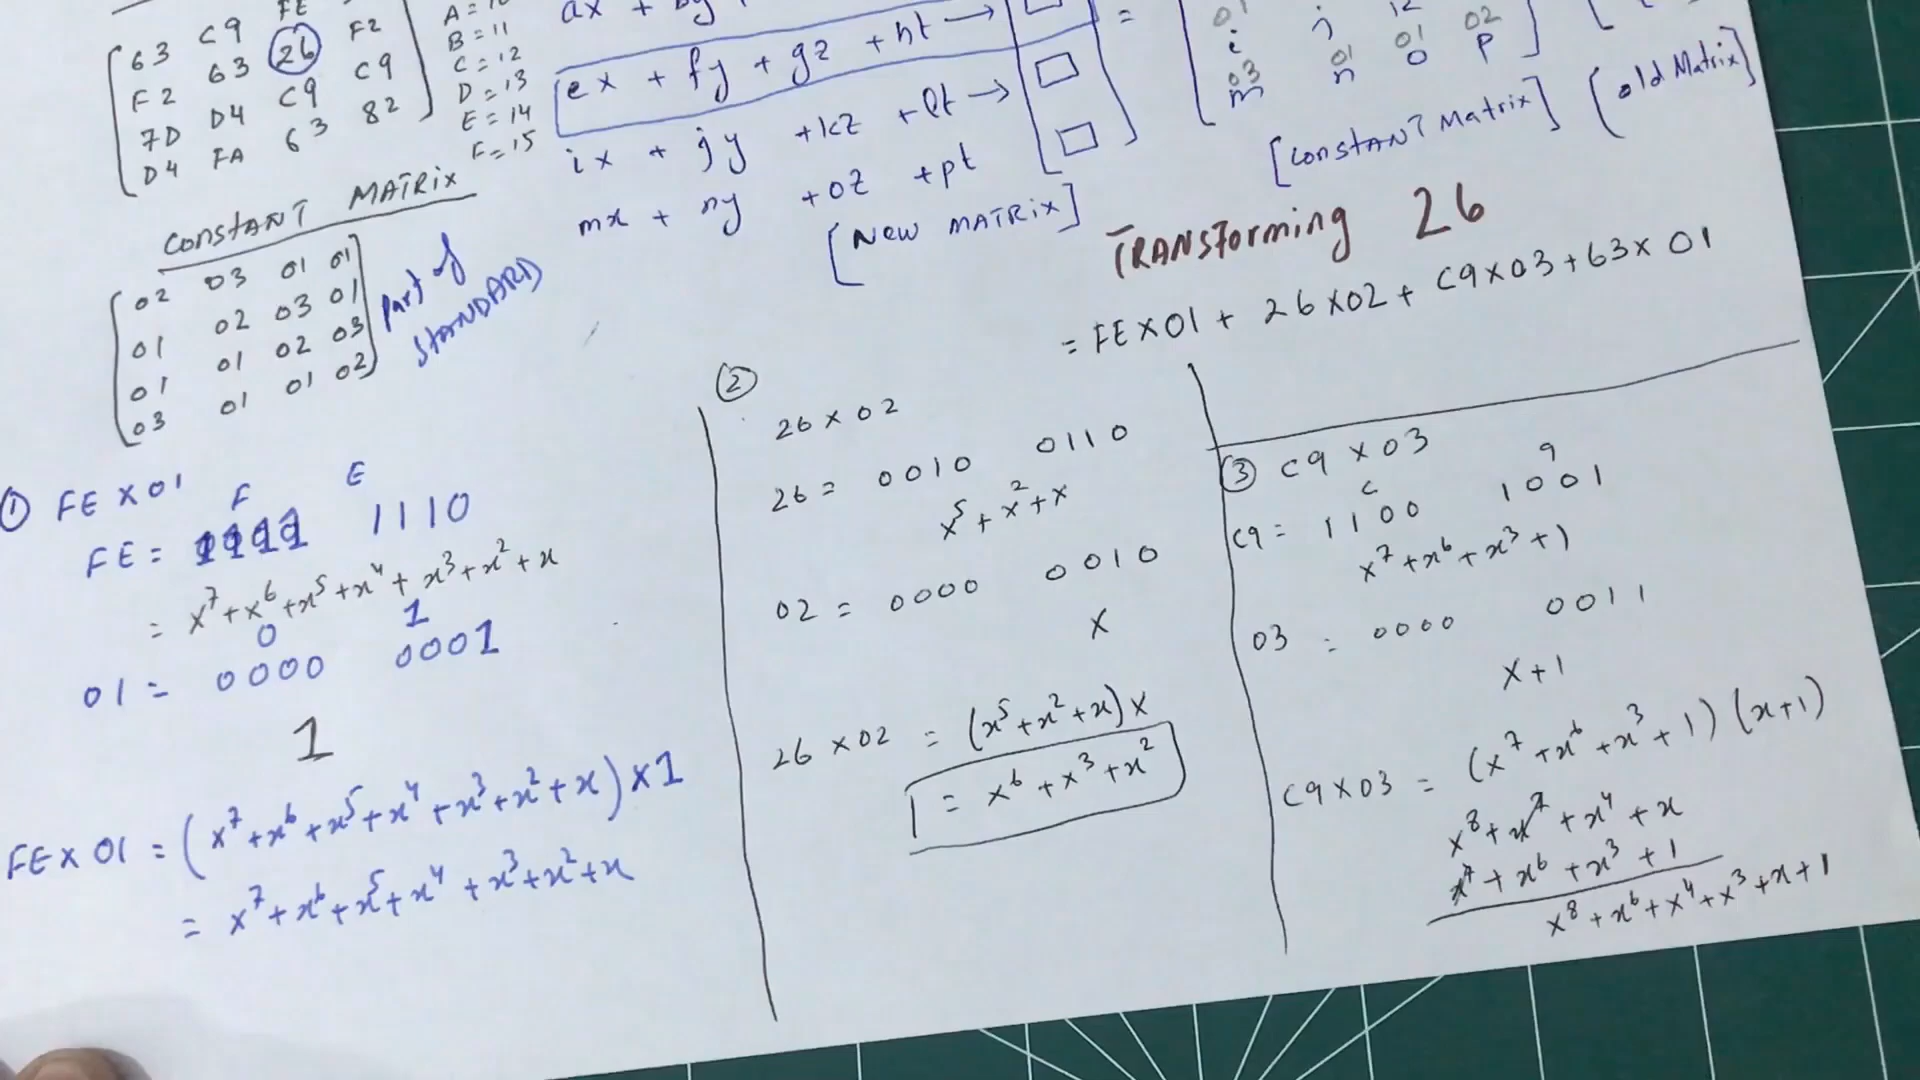 63 C9 FE
F2 63 26 F2
7D D4 C9 C9
D4 FA 63 82
A = 10
B = 11
C = 12
D = 13
E = 14
F = 15
CONSTANT MATRIX
02 03 01 01
01 02 03 01
01 01 02 03
03 01 01 02
Part of STANDARD
ax + by
ex + fy + gz + ht →
ix + jy + kz + lt →
mx + ny + oz + pt
[New MATRIX]
=
01 12 02
i j
03 01 01
m n o p
[CONSTANT Matrix] [old Matrix]
TRANSforming 26
= FE X 01 + 26 X 02 + C9 X 03 + 63 X 01
① FE X 01
F E
FE = 1111 1110
= x⁷ + x⁶ + x⁵ + x⁴ + x³ + x² + x
0 1
01 = 0000 0001
1
FE X 01 = (x⁷ + x⁶ + x⁵ + x⁴ + x³ + x² + x) X 1
= x⁷ + x⁶ + x⁵ + x⁴ + x³ + x² + x
②
26 X 02
26 = 0010 0110
x⁵ + x² + x
02 = 0000 0010
x
26 X 02 = (x⁵ + x² + x) x
= x⁶ + x³ + x²
③ C9 X 03
C 9
C9 = 1100 1001
x⁷ + x⁶ + x³ + 1
03 = 0000 0011
x + 1
C9 X 03 = (x⁷ + x⁶ + x³ + 1) (x + 1)
x⁸ + x⁷ + x⁴ + x
x⁷ + x⁶ + x³ + 1
x⁸ + x⁶ + x⁴ + x³ + x + 1